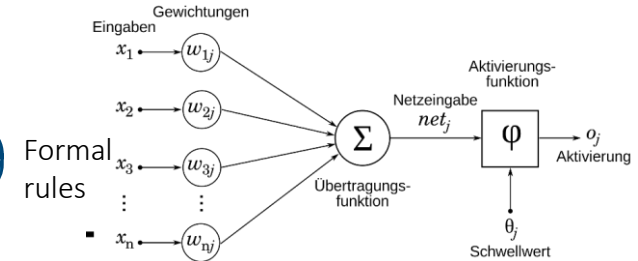 Gewichtungen
Eingaben
x₁ w₁ⱼ
Aktivierungs-
funktion
x₂ w₂ⱼ
Netzeingabe
netⱼ
Σ
φ
oⱼ
Aktivierung
Formal
rules
x₃ w₃ⱼ
Übertragungs-
funktion
⋮ ⋮
θⱼ
xₙ wₙⱼ
Schwellwert